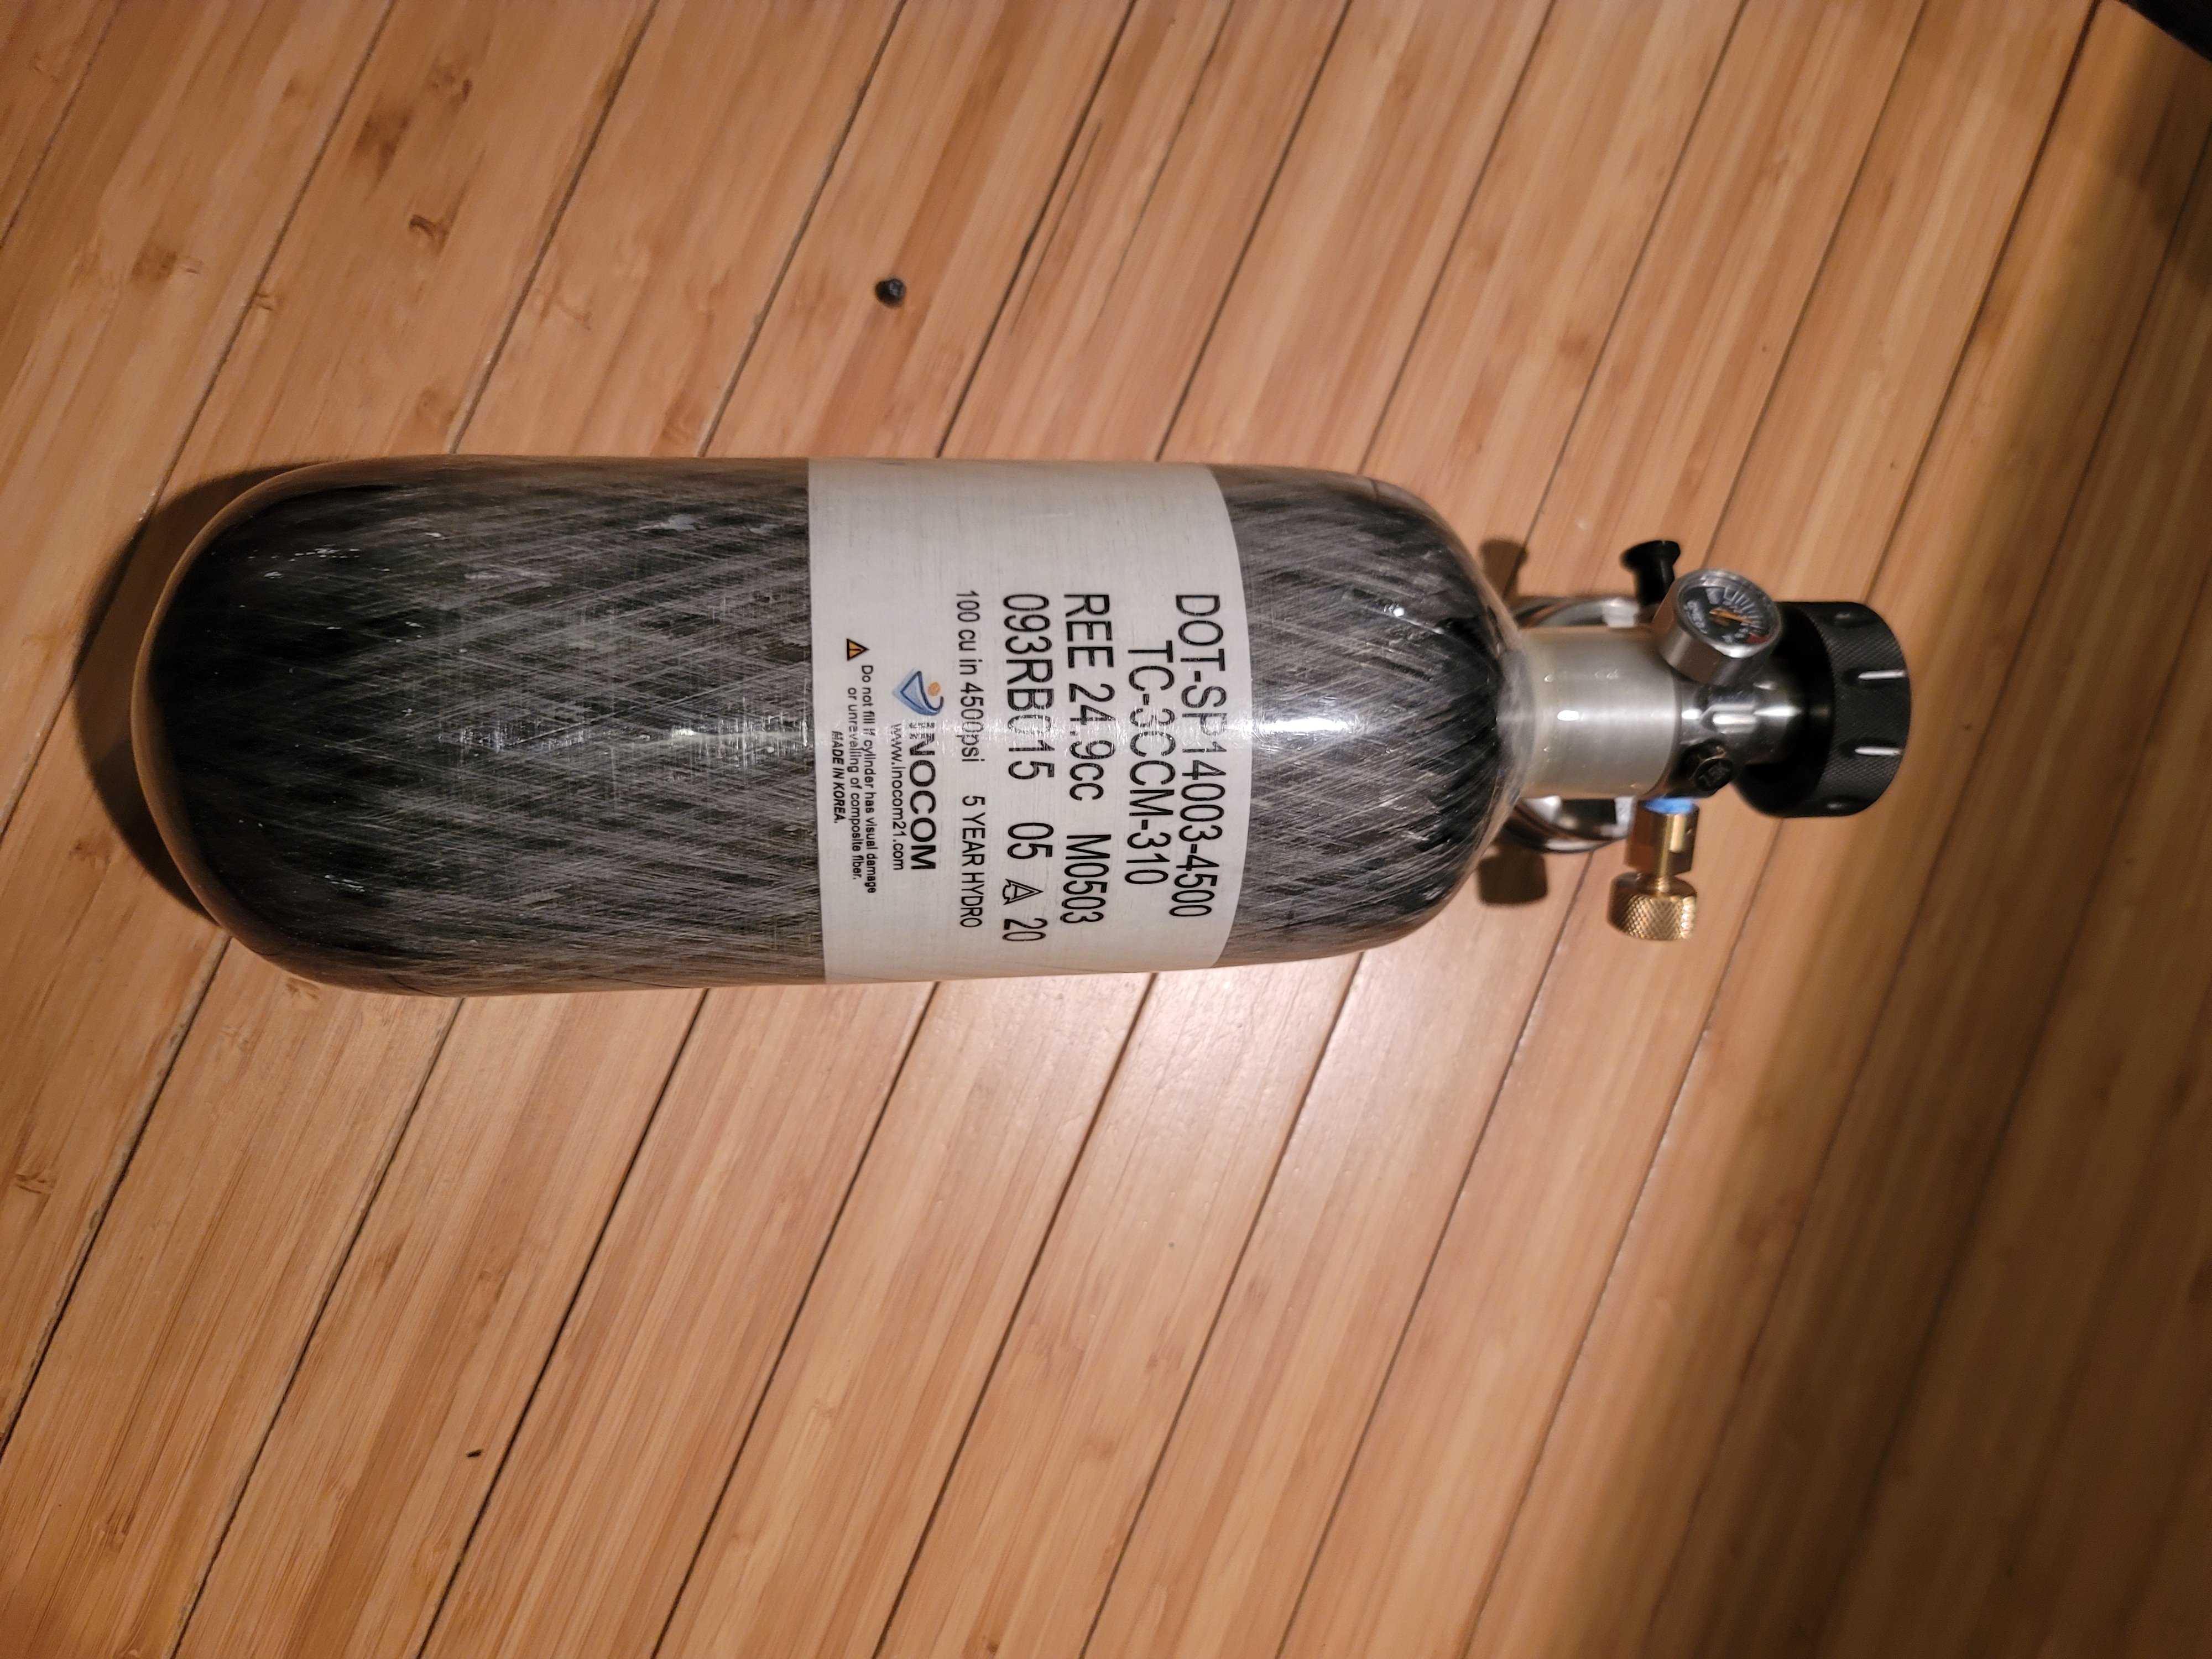 DOT-SP14003-4500
TC-3CCM-310
REE 24.9cc M0503
093RB015 05 A 20
100 cu in 4500psi 5 YEAR HYDRO
INOCOM
www.inocom21.com
Do not fill if cylinder has visual damage
or unraveling of composite fiber.
MADE IN KOREA.